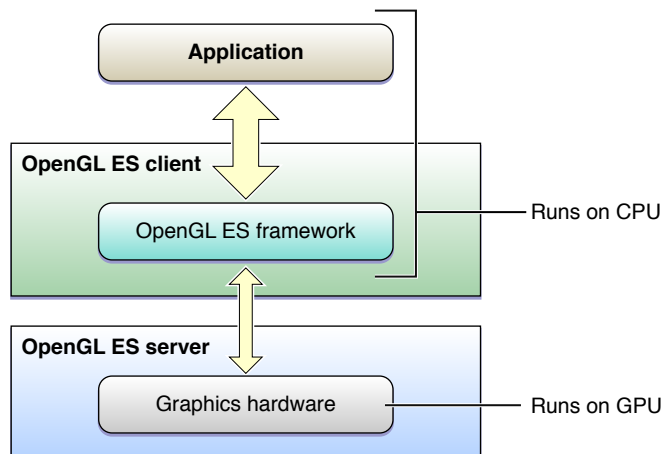 Application
OpenGL ES client
OpenGL ES framework
Runs on CPU
OpenGL ES server
Graphics hardware
Runs on GPU